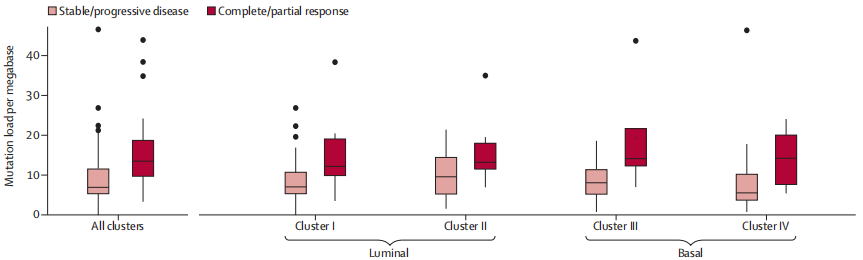 Stable/progressive disease Complete/partial response
Mutation load per megabase
40
30
20
10
0
All clusters Cluster I Cluster II Cluster III Cluster IV
Luminal Basal